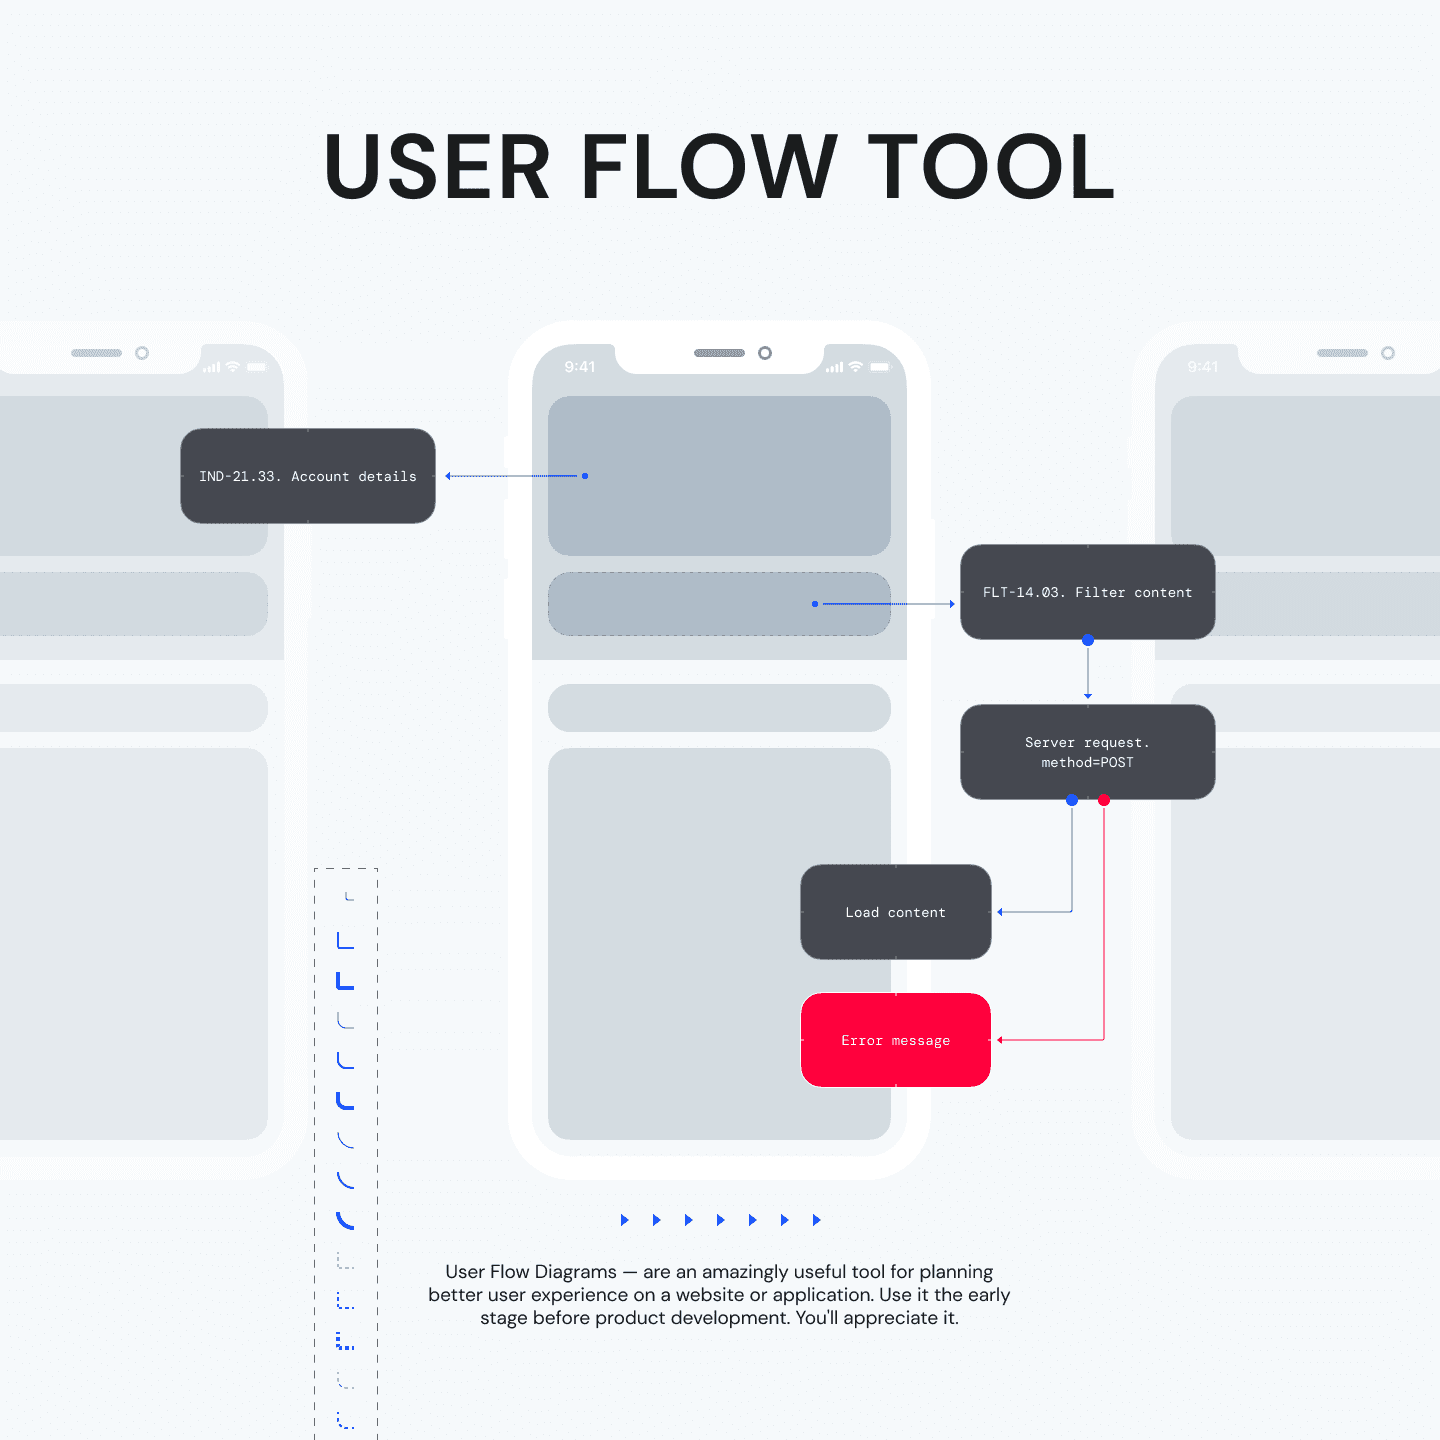 USER FLOW TOOL
9:41
9:41
IND-21.33. Account details
FLT-14.03. Filter content
Server request.
method=POST
Load content
Error message
User Flow Diagrams — are an amazingly useful tool for planning
better user experience on a website or application. Use it the early
stage before product development. You'll appreciate it.